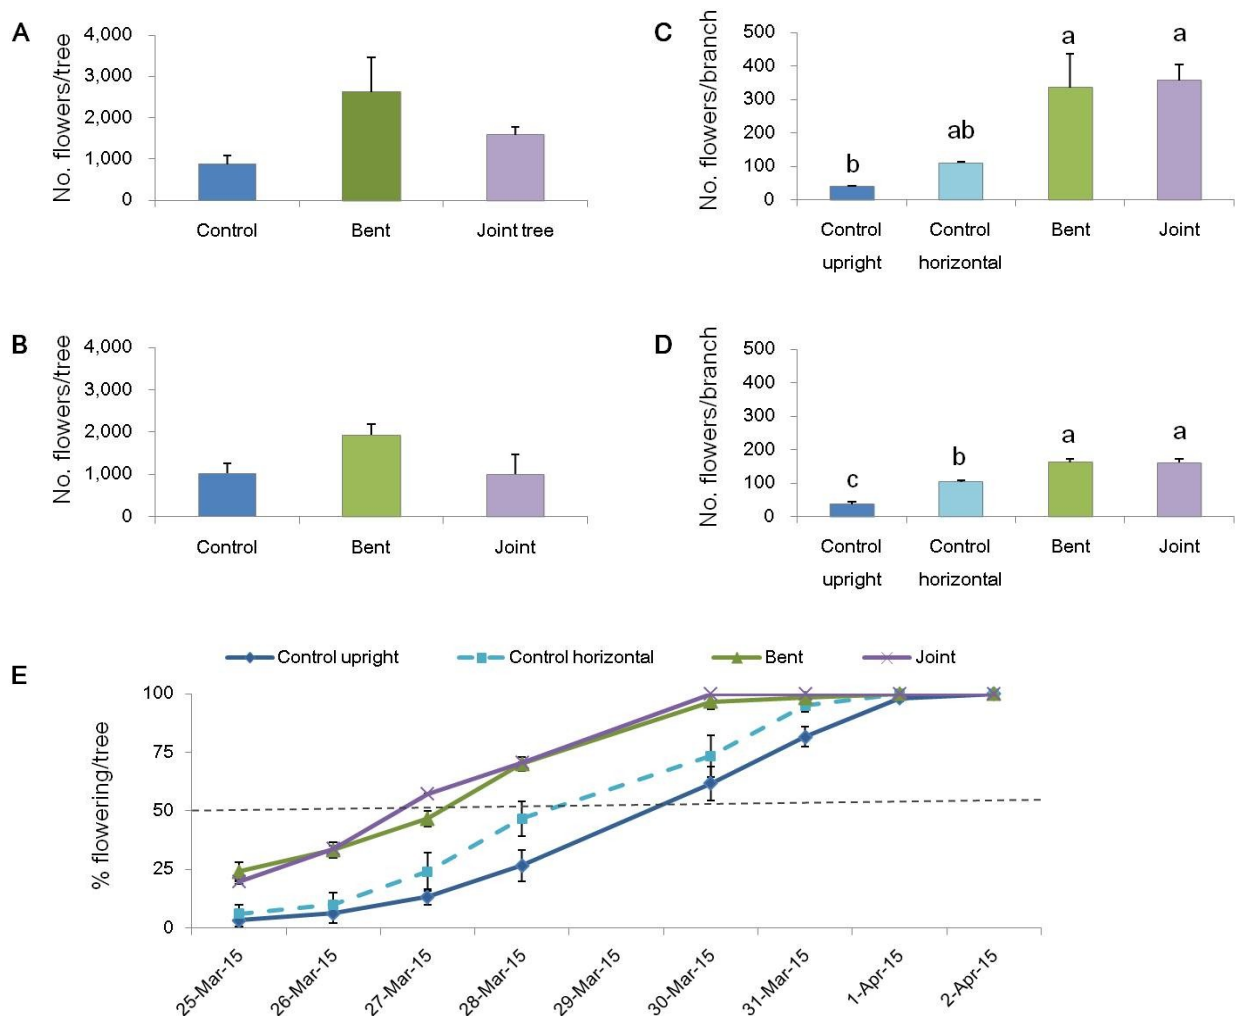 A
No. flowers/tree
4,000
3,000
2,000
1,000
0
Control Bent Joint tree
C
No. flowers/branch
500
400
300
200
100
0
b ab a a
Control upright Control horizontal Bent Joint
B
No. flowers/tree
4,000
3,000
2,000
1,000
0
Control Bent Joint
D
No. flowers/branch
500
400
300
200
100
0
c b a a
Control upright Control horizontal Bent Joint
E
Control upright Control horizontal Bent Joint
% flowering/tree
100
75
50
25
0
25-Mar-15 26-Mar-15 27-Mar-15 28-Mar-15 29-Mar-15 30-Mar-15 31-Mar-15 1-Apr-15 2-Apr-15